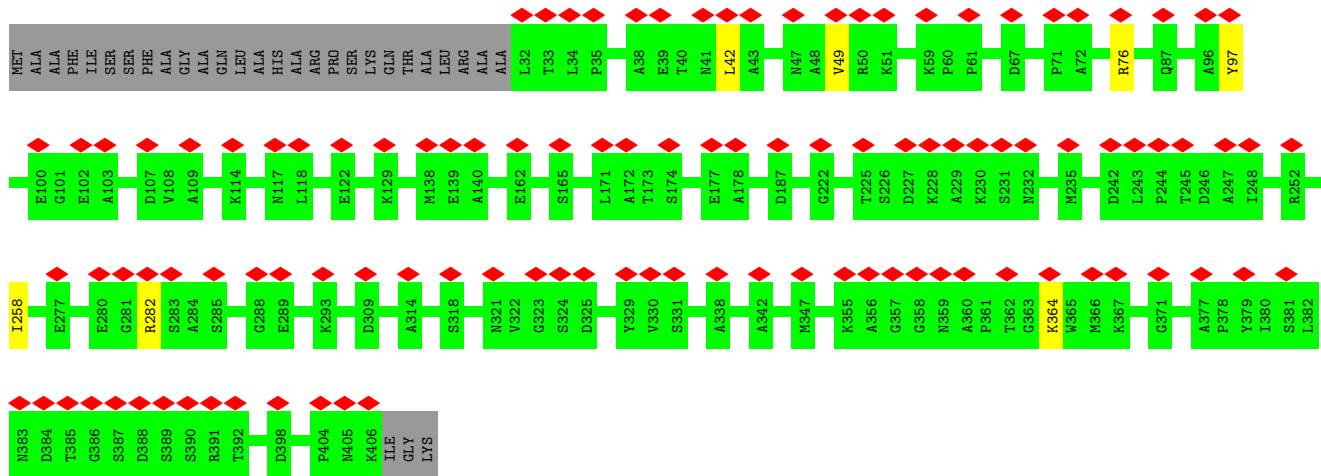 MET ALA ALA PHE ILE SER SER PHE ALA GLY ALA GLN LEU ALA HIS ALA ARG PRO SER LYS GLN THR ALA LEU ARG ALA ALA L32 T33 L34 P35 A38 E39 T40 N41 L42 A43 N47 A48 V49 R50 K51 K59 P60 P61 D67 P71 A72 R76 Q87 A96 Y97
E100 G101 E102 A103 D107 V108 A109 K114 N117 L118 E122 K129 M138 E139 A140 E162 S165 L171 A172 T173 S174 E177 A178 D187 G222 T225 S226 D227 K228 A229 K230 S231 N232 M235 D242 L243 P244 T245 D246 A247 I248 R252
I258 E277 E280 G281 R282 S283 A284 S285 G288 E289 K293 D309 A314 S318 N321 V322 G323 S324 D325 Y329 V330 S331 A338 A342 M347 K355 A356 G357 G358 N359 A360 P361 T362 G363 K364 W365 M366 K367 G371 A377 P378 Y379 I380 S381 L382
N383 D384 T385 G386 S387 D388 S389 S390 R391 T392 D398 P404 N405 K406 ILE GLY LYS